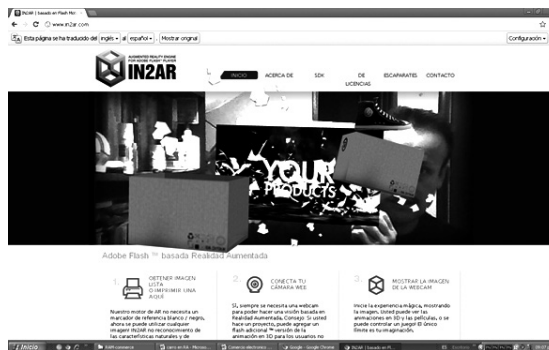 IN2AR | basado en Flash Mot
www.in2ar.com
Esta página se ha traducido del inglés al español. Mostrar original Configuración
AUGMENTED REALITY ENGINE
FOR ADOBE FLASH PLAYER
IN2AR
INICIO ACERCA DE SDK DE LICENCIAS ESCAPARATES CONTACTO
YOUR
PRODUCTS
Adobe Flash ™ basada Realidad Aumentada
1. OBTENER IMAGEN
LISTA
O IMPRIMIR UNA
AQUÍ
Nuestro motor de AR no necesita un
marcador de referencia blanco / negro,
ahora se puede utilizar cualquier
imagen! IN2AR no reconocimiento de
las características naturales y de
2. CONECTA TU
CÁMARA WEB
Sí, siempre se necesita una webcam
para poder hacer una visión basada en
Realidad Aumentada, Consejo: Si usted
hace un proyecto, puede agregar un
flash adicional ™ versión de la
animación en 3D para los usuarios no
3. MOSTRAR LA IMAGEN
DE LA WEBCAM
Inicie la experiencia mágica, mostrando
la imagen. Usted puede ver las
animaciones en 3D y las películas, o se
puede controlar un juego! El único
límite es tu imaginación.
Inicio Google - Google Chrome